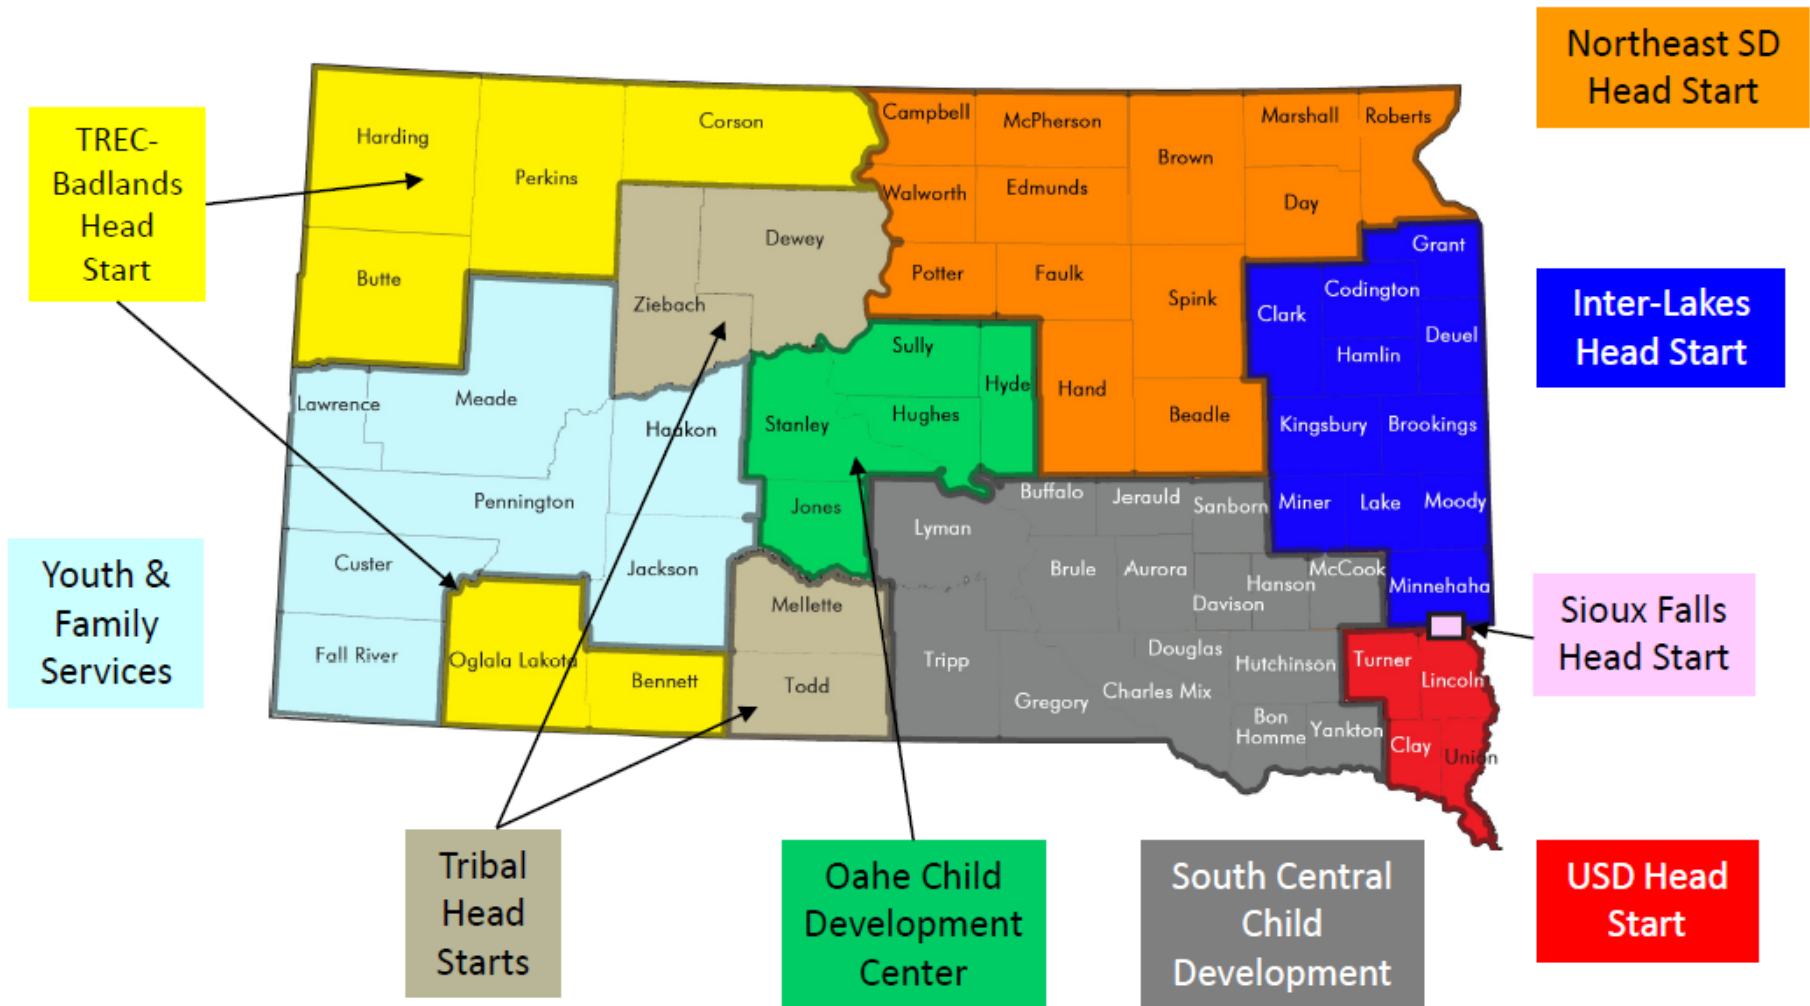 Northeast SD
Head Start
TREC-
Badlands
Head
Start
Harding
Perkins
Corson
Campbell
McPherson
Brown
Marshall
Roberts
Walworth
Edmunds
Day
Butte
Ziebach
Dewey
Potter
Faulk
Spink
Grant
Codington
Clark
Deuel
Hamlin
Inter-Lakes
Head Start
Lawrence
Meade
Haakon
Sully
Hyde
Stanley
Hughes
Hand
Beadle
Kingsbury
Brookings
Pennington
Jones
Lyman
Buffalo
Jerauld
Sanborn
Miner
Lake
Moody
Youth &
Family
Services
Custer
Jackson
Mellette
Brule
Aurora
Davison
Hanson
McCook
Minnehaha
Sioux Falls
Head Start
Fall River
Oglala Lakota
Bennett
Todd
Tripp
Gregory
Charles Mix
Douglas
Hutchinson
Turner
Lincoln
Bon
Homme
Yankton
Clay
Union
Tribal
Head
Starts
Oahe Child
Development
Center
South Central
Child
Development
USD Head
Start